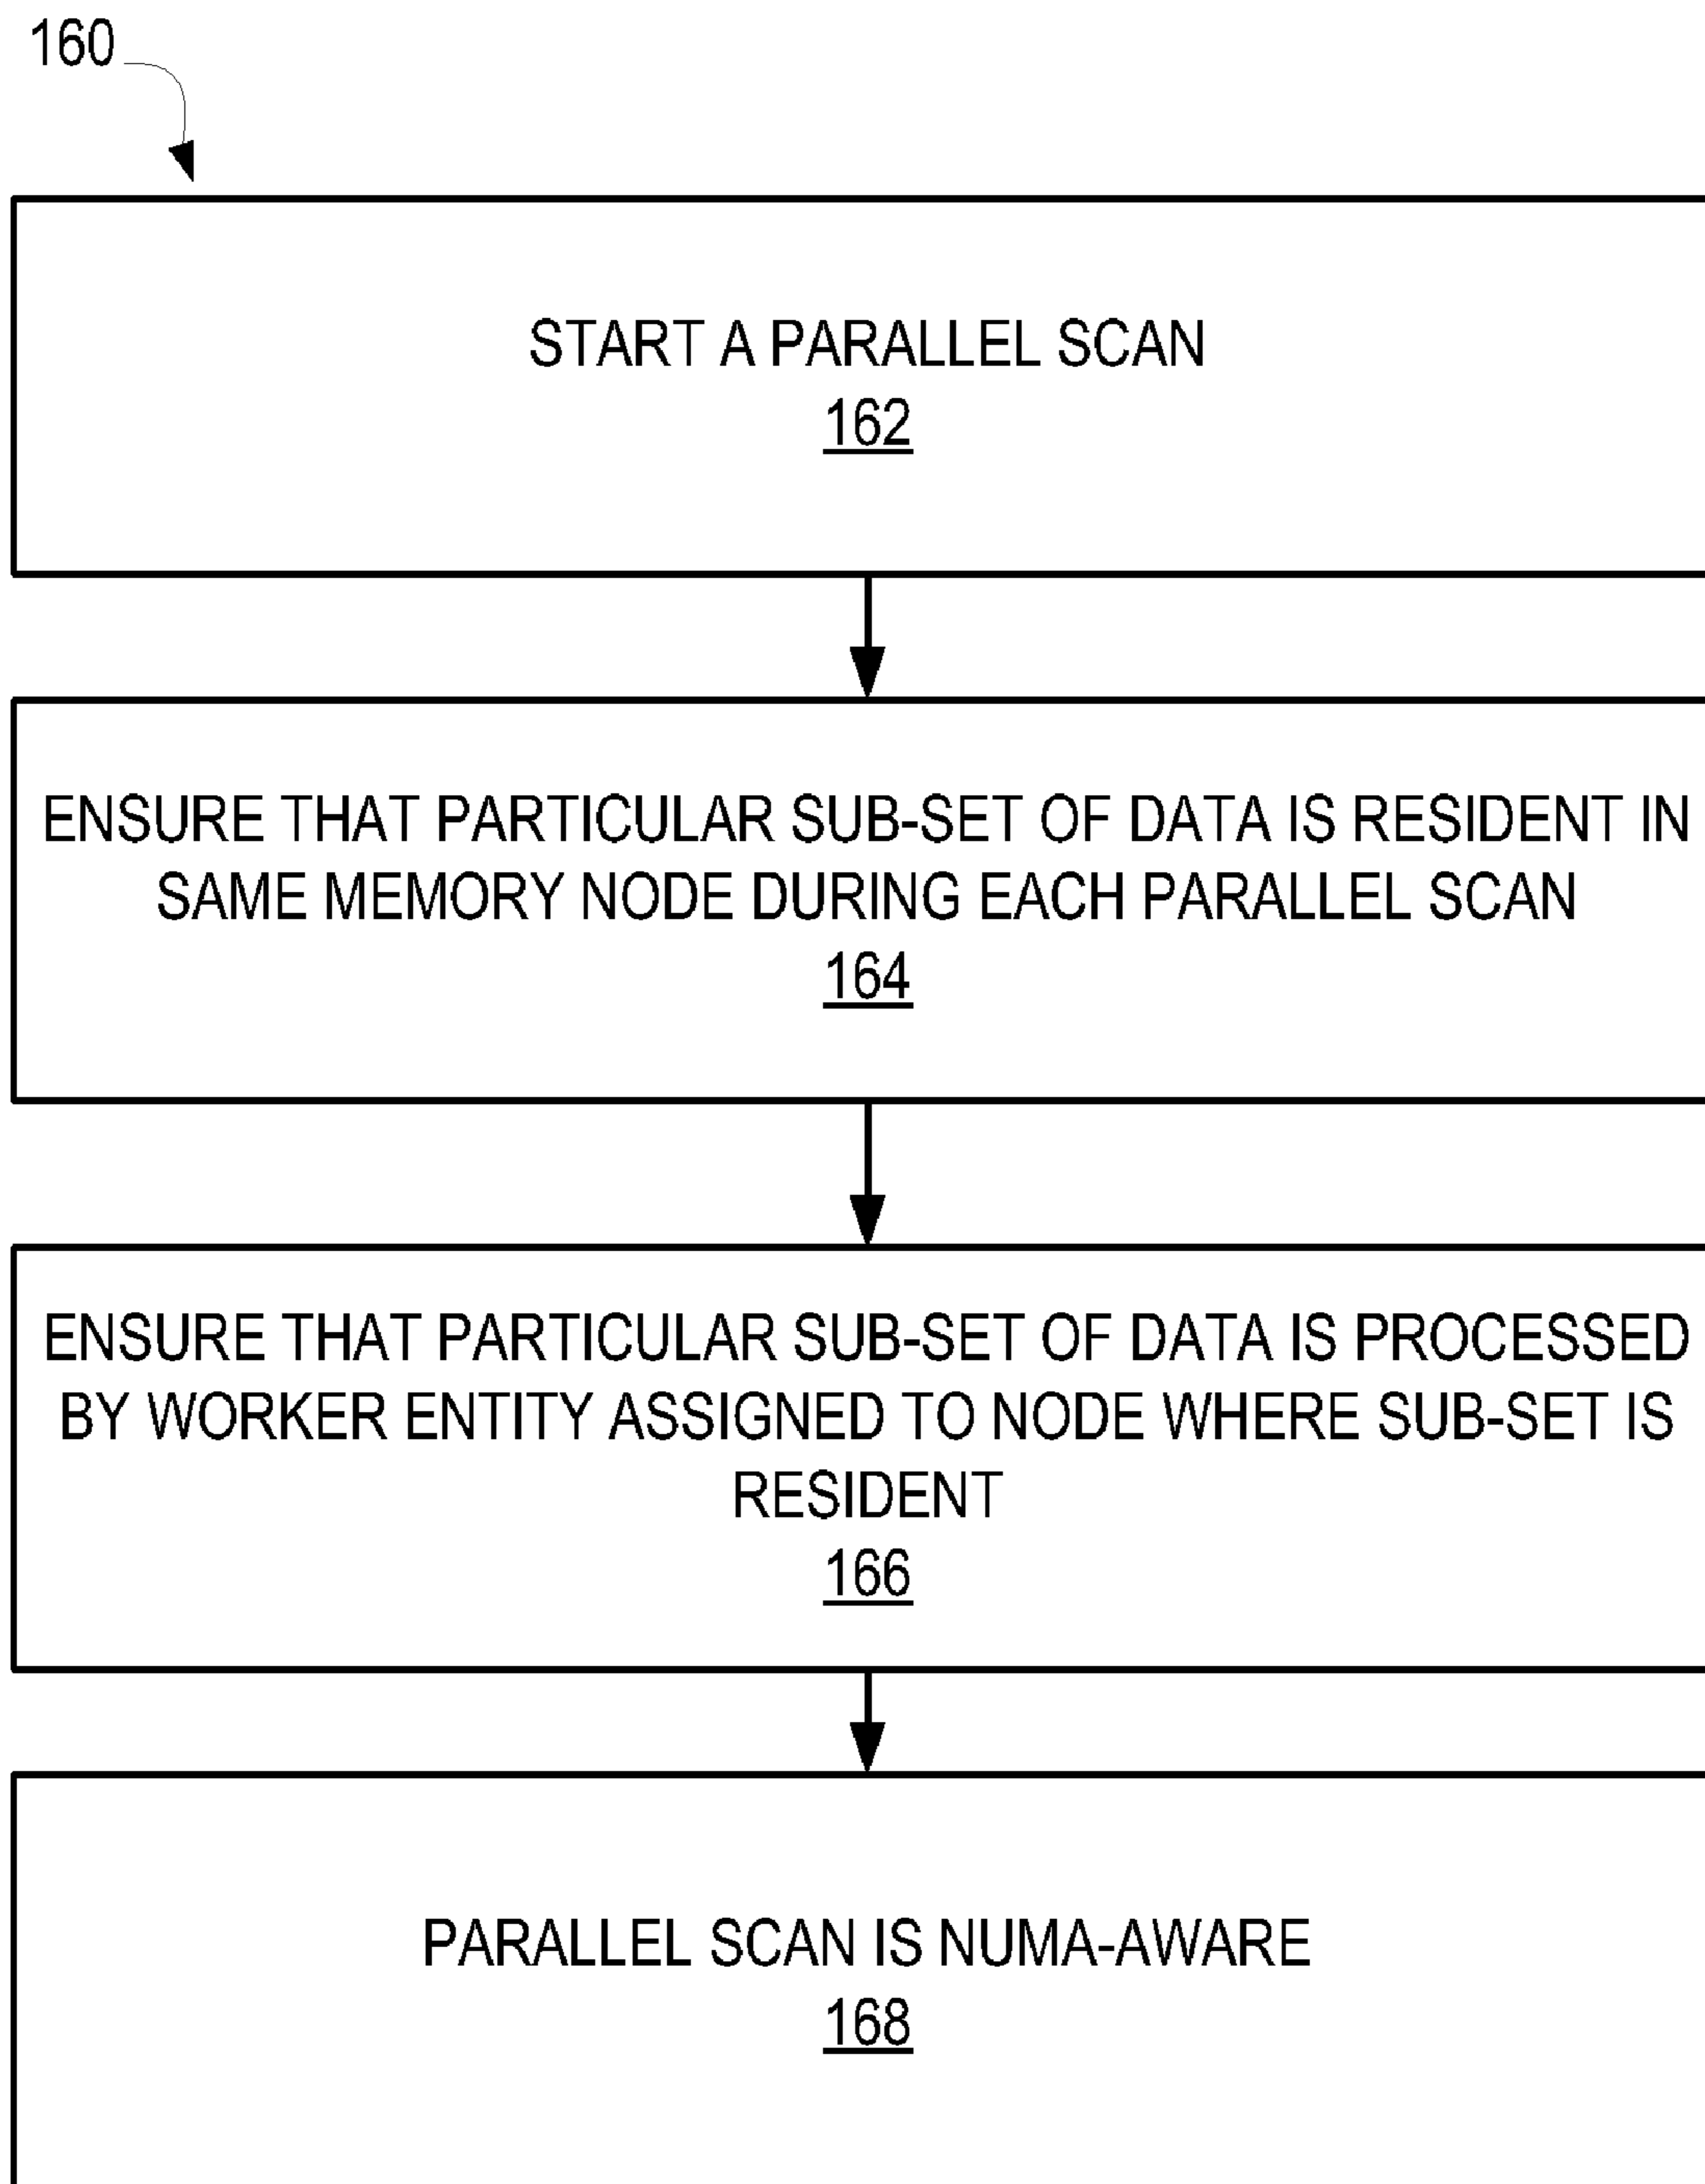 160
START A PARALLEL SCAN
162
ENSURE THAT PARTICULAR SUB-SET OF DATA IS RESIDENT IN
SAME MEMORY NODE DURING EACH PARALLEL SCAN
164
ENSURE THAT PARTICULAR SUB-SET OF DATA IS PROCESSED
BY WORKER ENTITY ASSIGNED TO NODE WHERE SUB-SET IS
RESIDENT
166
PARALLEL SCAN IS NUMA-AWARE
168